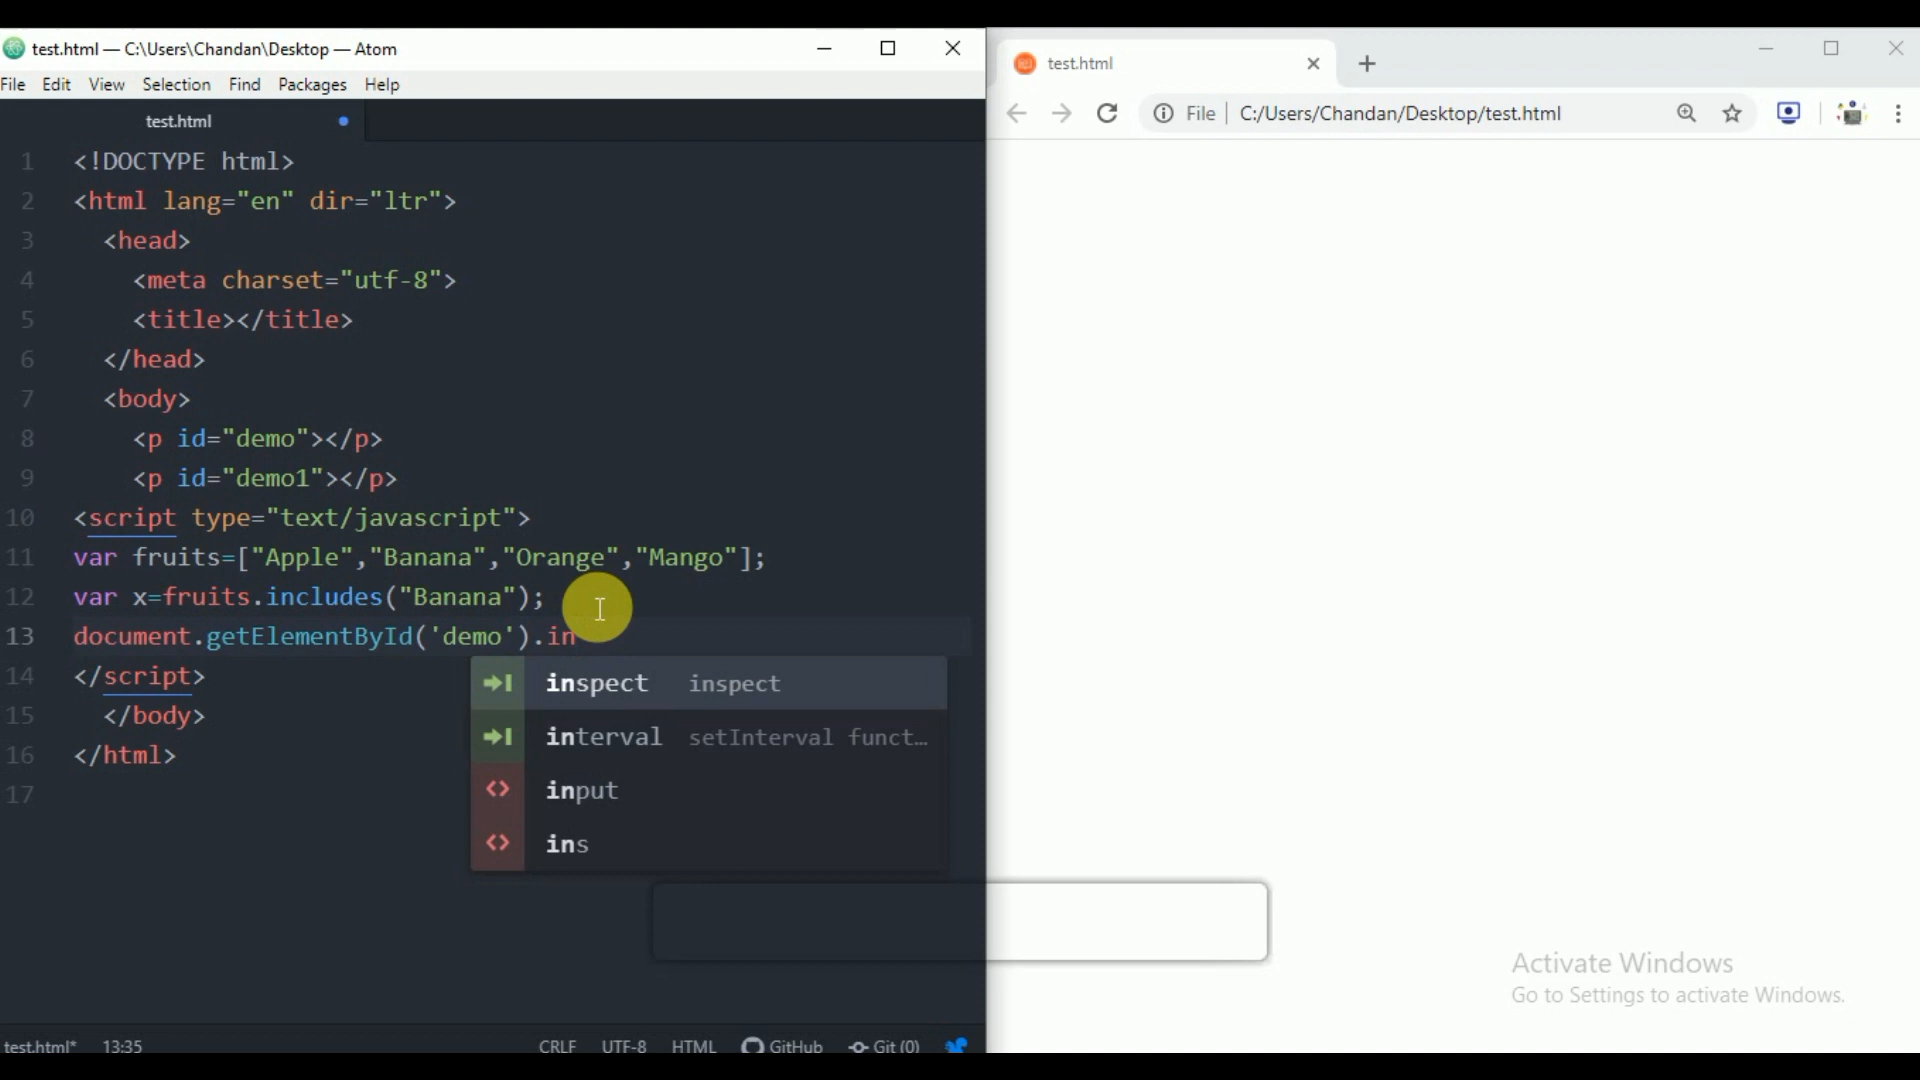 test.html — C:\Users\Chandan\Desktop — Atom
File Edit View Selection Find Packages Help
test.html
1 <!DOCTYPE html>
2 <html lang="en" dir="ltr">
3 <head>
4 <meta charset="utf-8">
5 <title></title>
6 </head>
7 <body>
8 <p id="demo"></p>
9 <p id="demo1"></p>
10 <script type="text/javascript">
11 var fruits=["Apple","Banana","Orange","Mango"];
12 var x=fruits.includes("Banana");
13 document.getElementById('demo').in
14 </script>
15 </body>
16 </html>
17
inspect inspect
interval setInterval funct…
input
ins
test.html* 13:35 CRLF UTF-8 HTML GitHub Git (0)
test.html
File C:/Users/Chandan/Desktop/test.html
Activate Windows
Go to Settings to activate Windows.